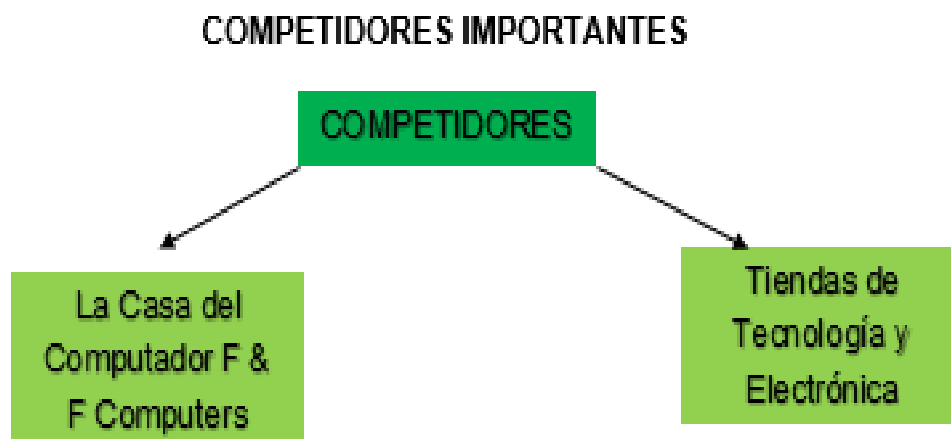 COMPETIDORES IMPORTANTES
COMPETIDORES
La Casa del
Computador F &
F Computers
Tiendas de
Tecnología y
Electrónica